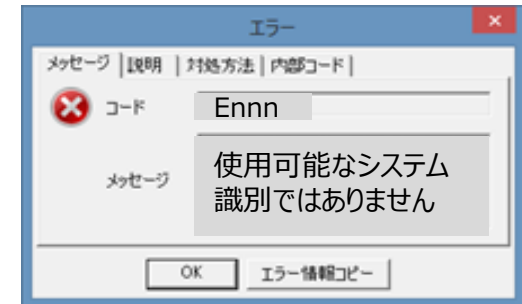 エラー
メッセージ 説明 対処方法 内部コード
コード Ennn
メッセージ 使用可能なシステム
識別ではありません
OK エラー情報コピー